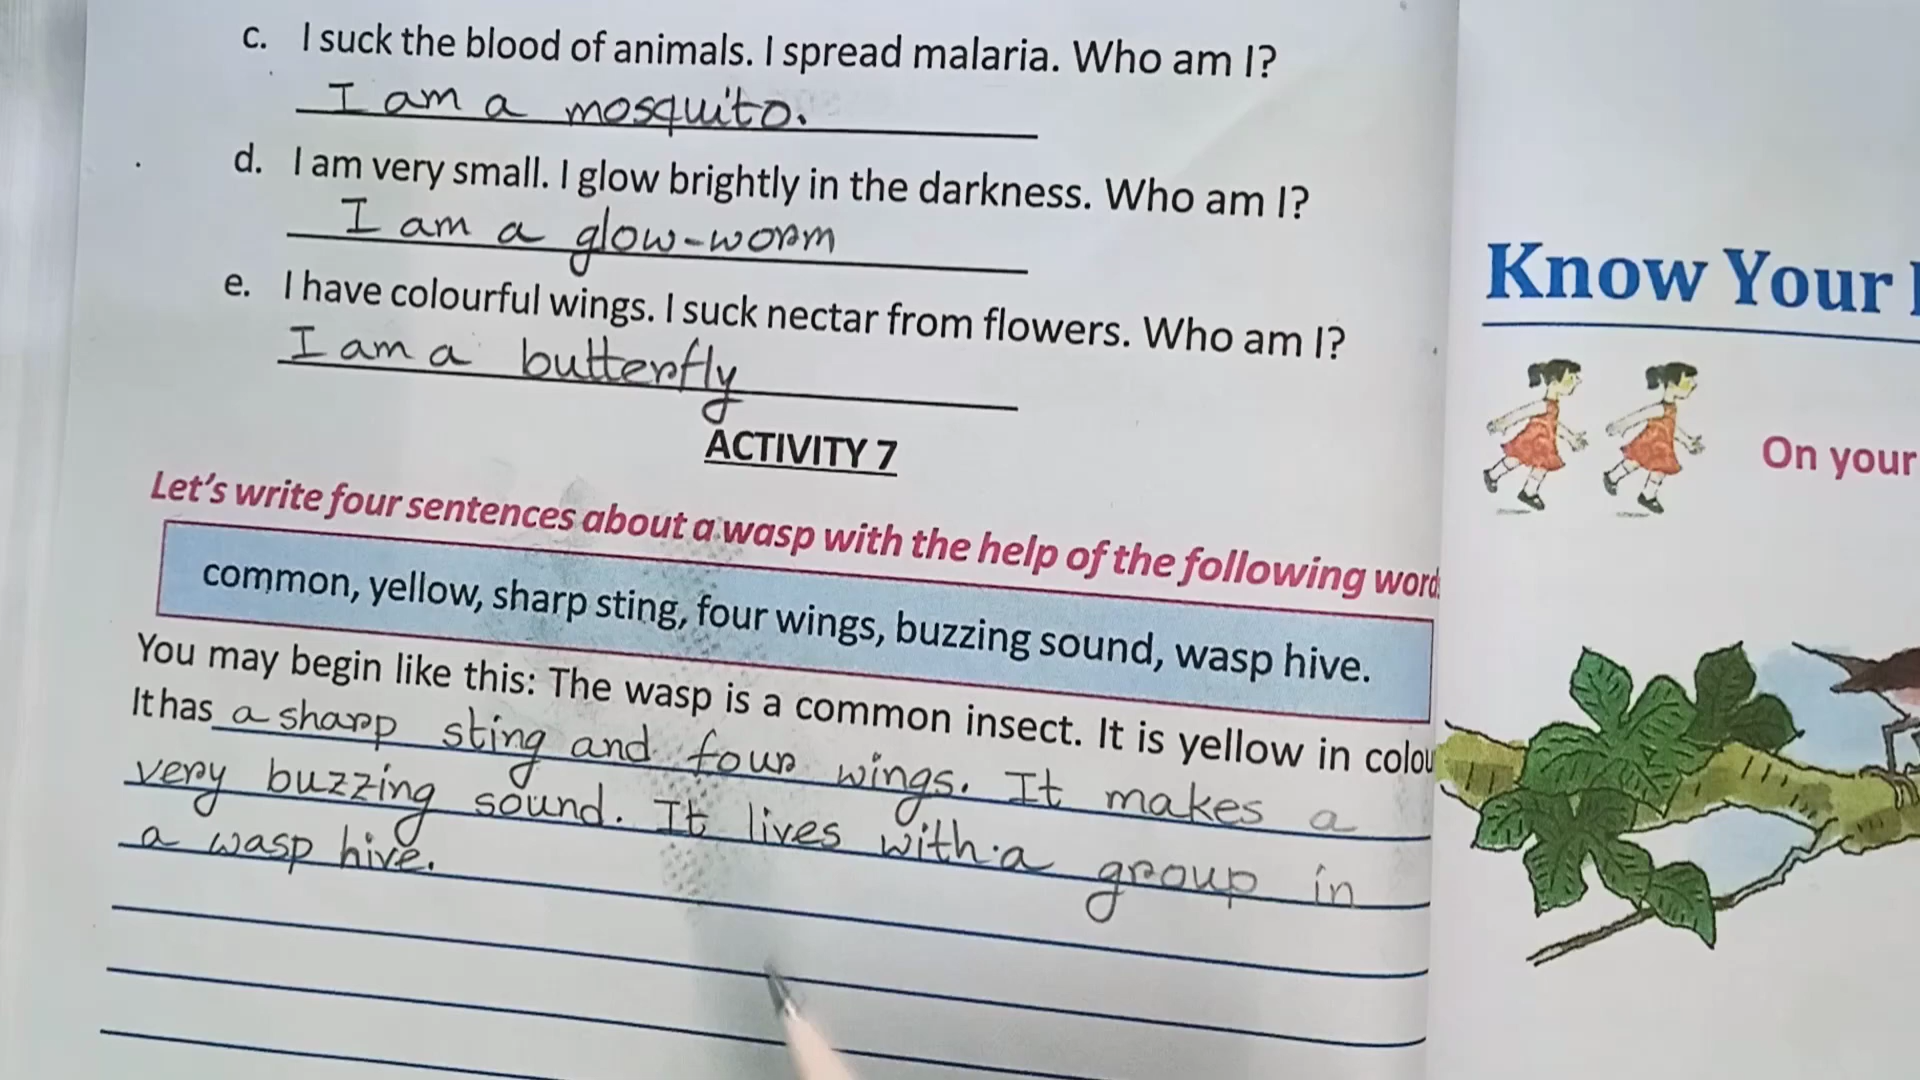 c. I suck the blood of animals. I spread malaria. Who am I?
I am a mosquito.
d. I am very small. I glow brightly in the darkness. Who am I?
I am a glow-worm
e. I have colourful wings. I suck nectar from flowers. Who am I?
I am a butterfly
ACTIVITY 7
Let's write four sentences about a wasp with the help of the following word
common, yellow, sharp sting, four wings, buzzing sound, wasp hive.
You may begin like this: The wasp is a common insect. It is yellow in colou
It has a sharp sting and four wings. It makes a
very buzzing sound. It lives with a group in
a wasp hive.
Know Your
On your